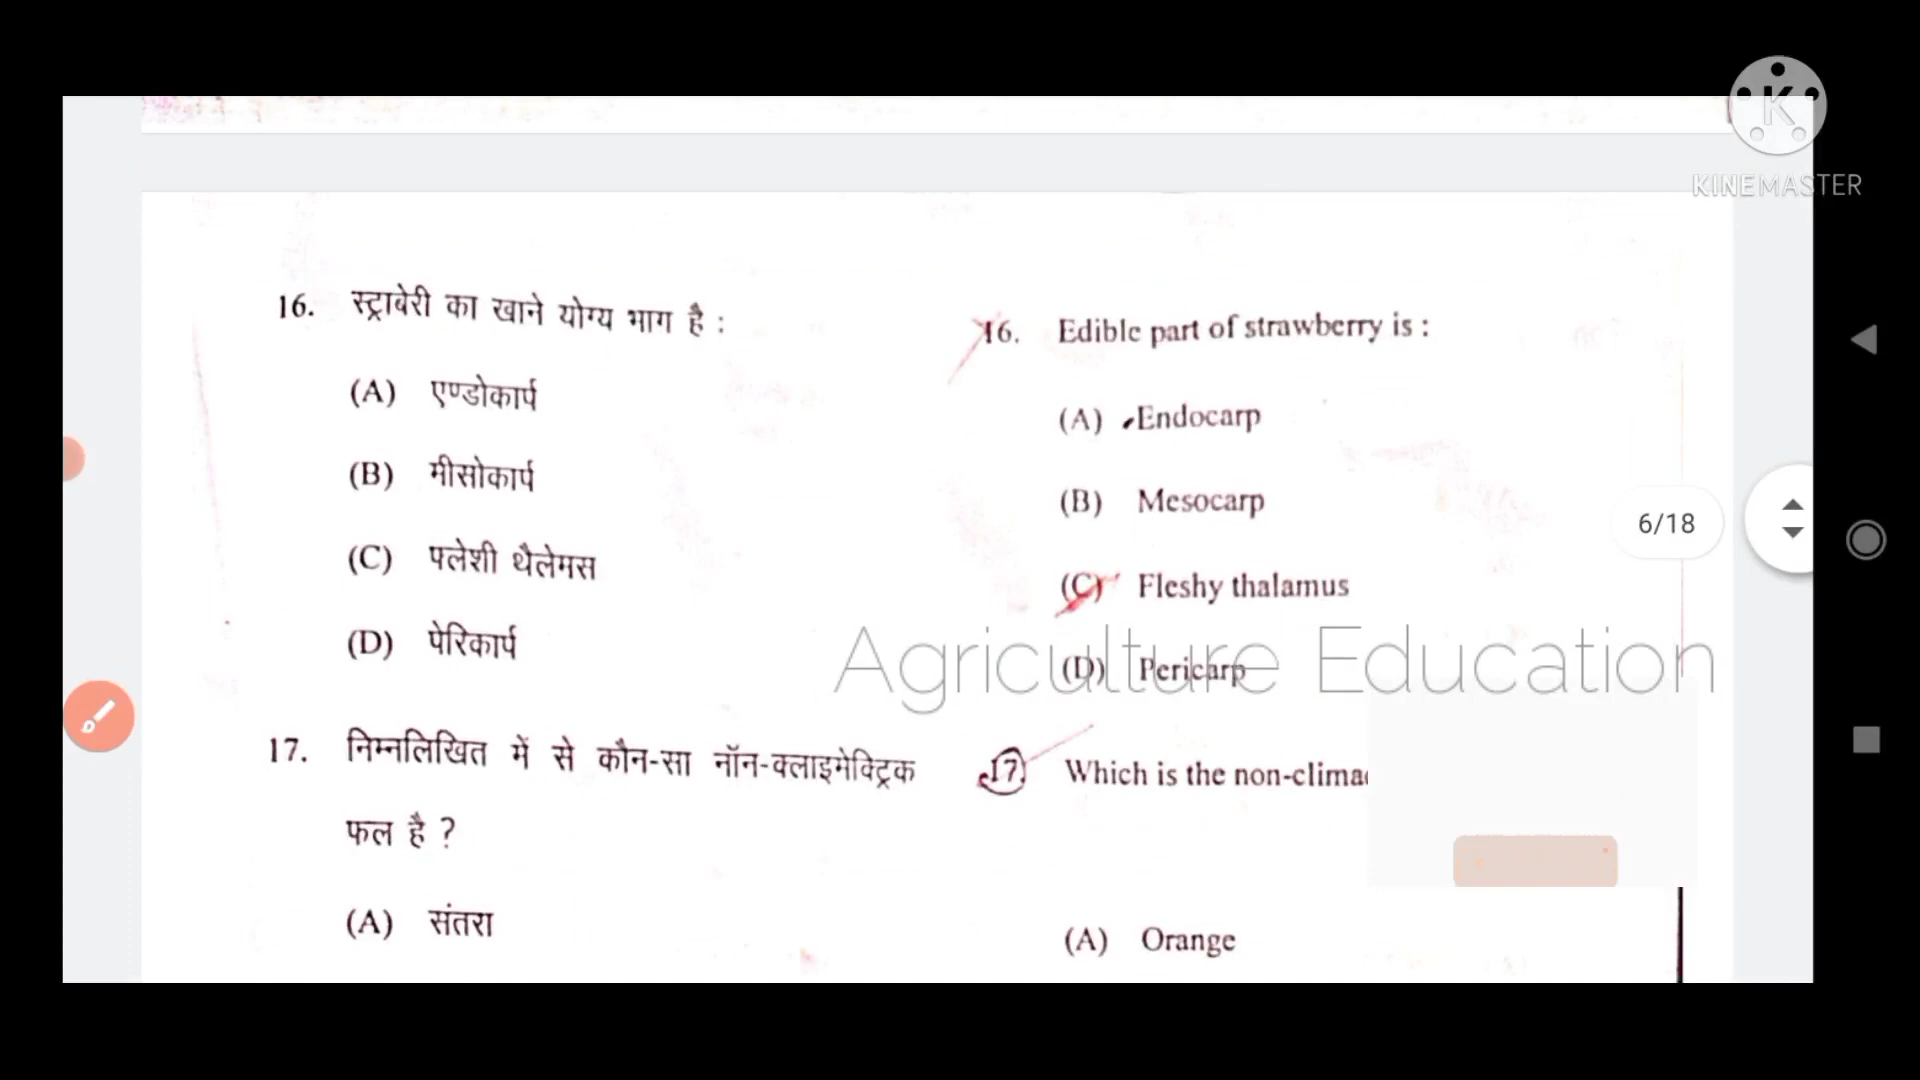 K
KINEMASTER
16. स्ट्राबेरी का खाने योग्य भाग है :
(A) एण्डोकार्प
(B) मीसोकार्प
(C) फ्लेशी थैलेमस
(D) पेरिकार्प
17. निम्नलिखित में से कौन-सा नॉन-क्लाइमेक्ट्रिक
फल है ?
(A) संतरा
16. Edible part of strawberry is :
(A) Endocarp
(B) Mesocarp
(C) Fleshy thalamus
(D) Pericarp
17. Which is the non-clima
(A) Orange
Agriculture Education
6/18